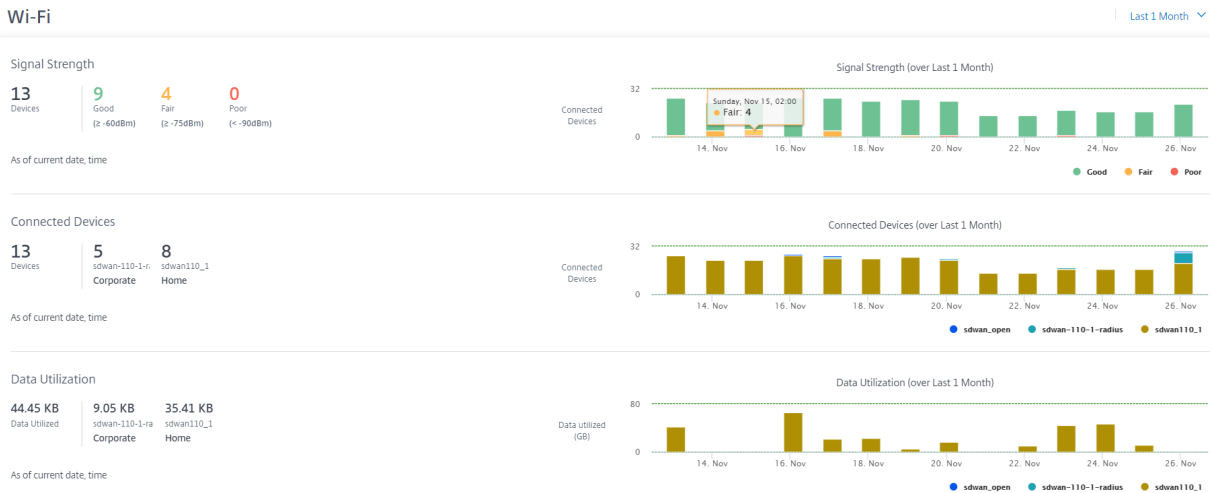 Wi-Fi
Last 1 Month
Signal Strength
13
Devices
9
Good
(≥ -60dBm)
4
Fair
(≥ -75dBm)
0
Poor
(< -90dBm)
As of current date, time
Signal Strength (over Last 1 Month)
Connected
Devices
32
0
Sunday, Nov 15, 02:00
Fair: 4
14. Nov
16. Nov
18. Nov
20. Nov
22. Nov
24. Nov
26. Nov
Good
Fair
Poor
Connected Devices
13
Devices
5
sdwan-110-1-r
Corporate
8
sdwan110_1
Home
As of current date, time
Connected Devices (over Last 1 Month)
Connected
Devices
32
0
14. Nov
16. Nov
18. Nov
20. Nov
22. Nov
24. Nov
26. Nov
sdwan_open
sdwan-110-1-radius
sdwan110_1
Data Utilization
44.45 KB
Data Utilized
9.05 KB
sdwan-110-1-ra
Corporate
35.41 KB
sdwan110_1
Home
As of current date, time
Data Utilization (over Last 1 Month)
Data utilized
(GB)
80
0
14. Nov
16. Nov
18. Nov
20. Nov
22. Nov
24. Nov
26. Nov
sdwan_open
sdwan-110-1-radius
sdwan110_1